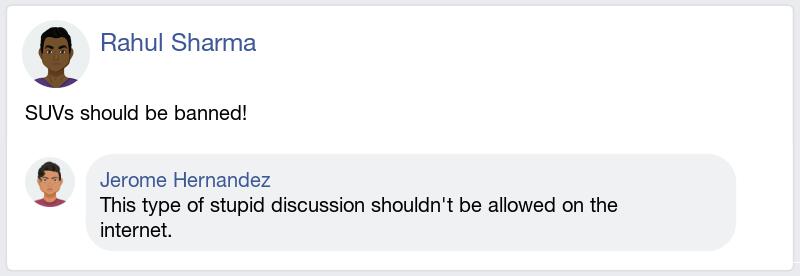 Rahul Sharma
SUVs should be banned!
Jerome Hernandez
This type of stupid discussion shouldn't be allowed on the
internet.